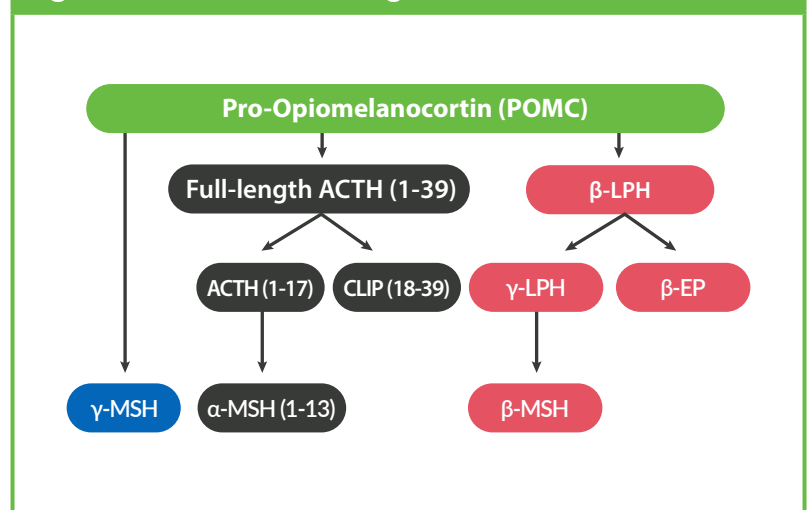 Pro-Opiomelanocortin (POMC)
Full-length ACTH (1-39)
β-LPH
ACTH (1-17)
CLIP (18-39)
γ-LPH
β-EP
γ-MSH
α-MSH (1-13)
β-MSH